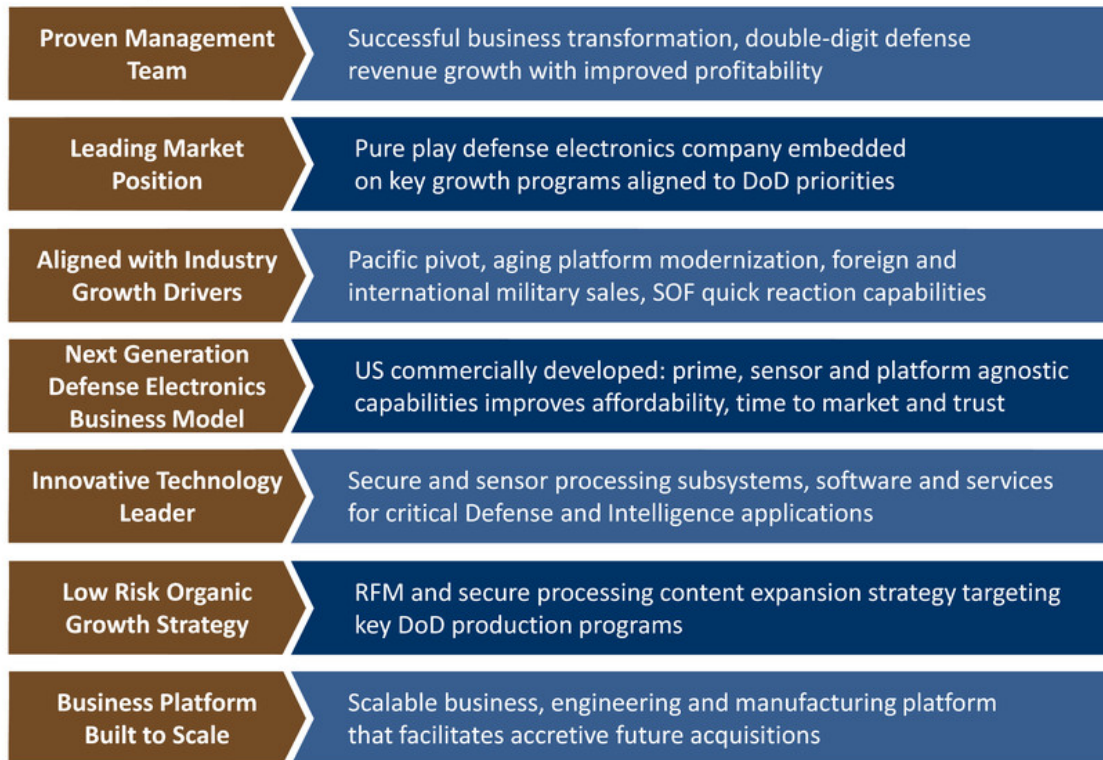 Proven Management
Team
Successful business transformation, double-digit defense
revenue growth with improved profitability
Leading Market
Position
Pure play defense electronics company embedded
on key growth programs aligned to DoD priorities
Aligned with Industry
Growth Drivers
Pacific pivot, aging platform modernization, foreign and
international military sales, SOF quick reaction capabilities
Next Generation
Defense Electronics
Business Model
US commercially developed: prime, sensor and platform agnostic
capabilities improves affordability, time to market and trust
Innovative Technology
Leader
Secure and sensor processing subsystems, software and services
for critical Defense and Intelligence applications
Low Risk Organic
Growth Strategy
RFM and secure processing content expansion strategy targeting
key DoD production programs
Business Platform
Built to Scale
Scalable business, engineering and manufacturing platform
that facilitates accretive future acquisitions